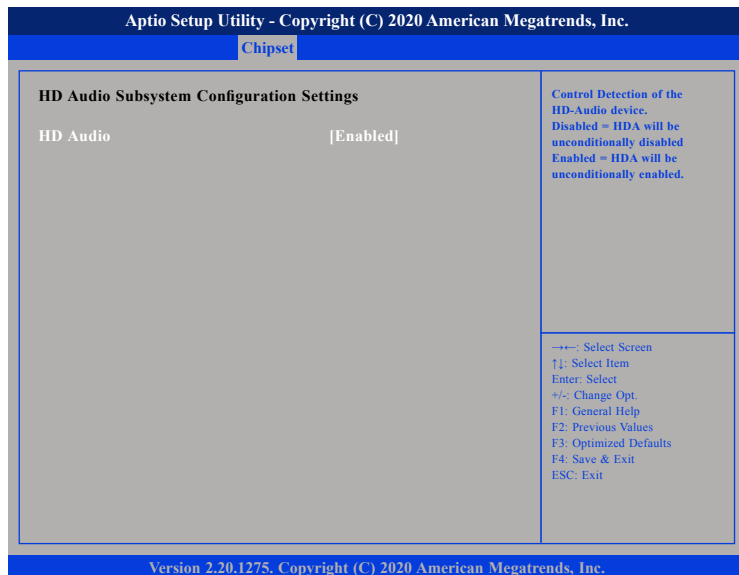 Aptio Setup Utility - Copyright (C) 2020 American Megatrends, Inc.
Chipset
HD Audio Subsystem Configuration Settings
HD Audio [Enabled]
Control Detection of the
HD-Audio device.
Disabled = HDA will be
unconditionally disabled
Enabled = HDA will be
unconditionally enabled.
→←: Select Screen
↑↓: Select Item
Enter: Select
+/-: Change Opt.
F1: General Help
F2: Previous Values
F3: Optimized Defaults
F4: Save & Exit
ESC: Exit
Version 2.20.1275. Copyright (C) 2020 American Megatrends, Inc.